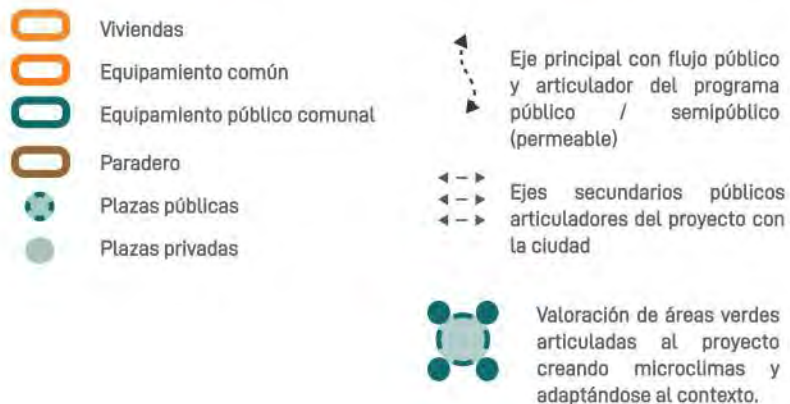 Viviendas
Equipamiento común
Equipamiento público comunal
Paradero
Plazas públicas
Plazas privadas
Eje principal con flujo público
y articulador del programa
público / semipúblico
(permeable)
Ejes secundarios públicos
articuladores del proyecto con
la ciudad
Valoración de áreas verdes
articuladas al proyecto
creando microclimas y
adaptándose al contexto.